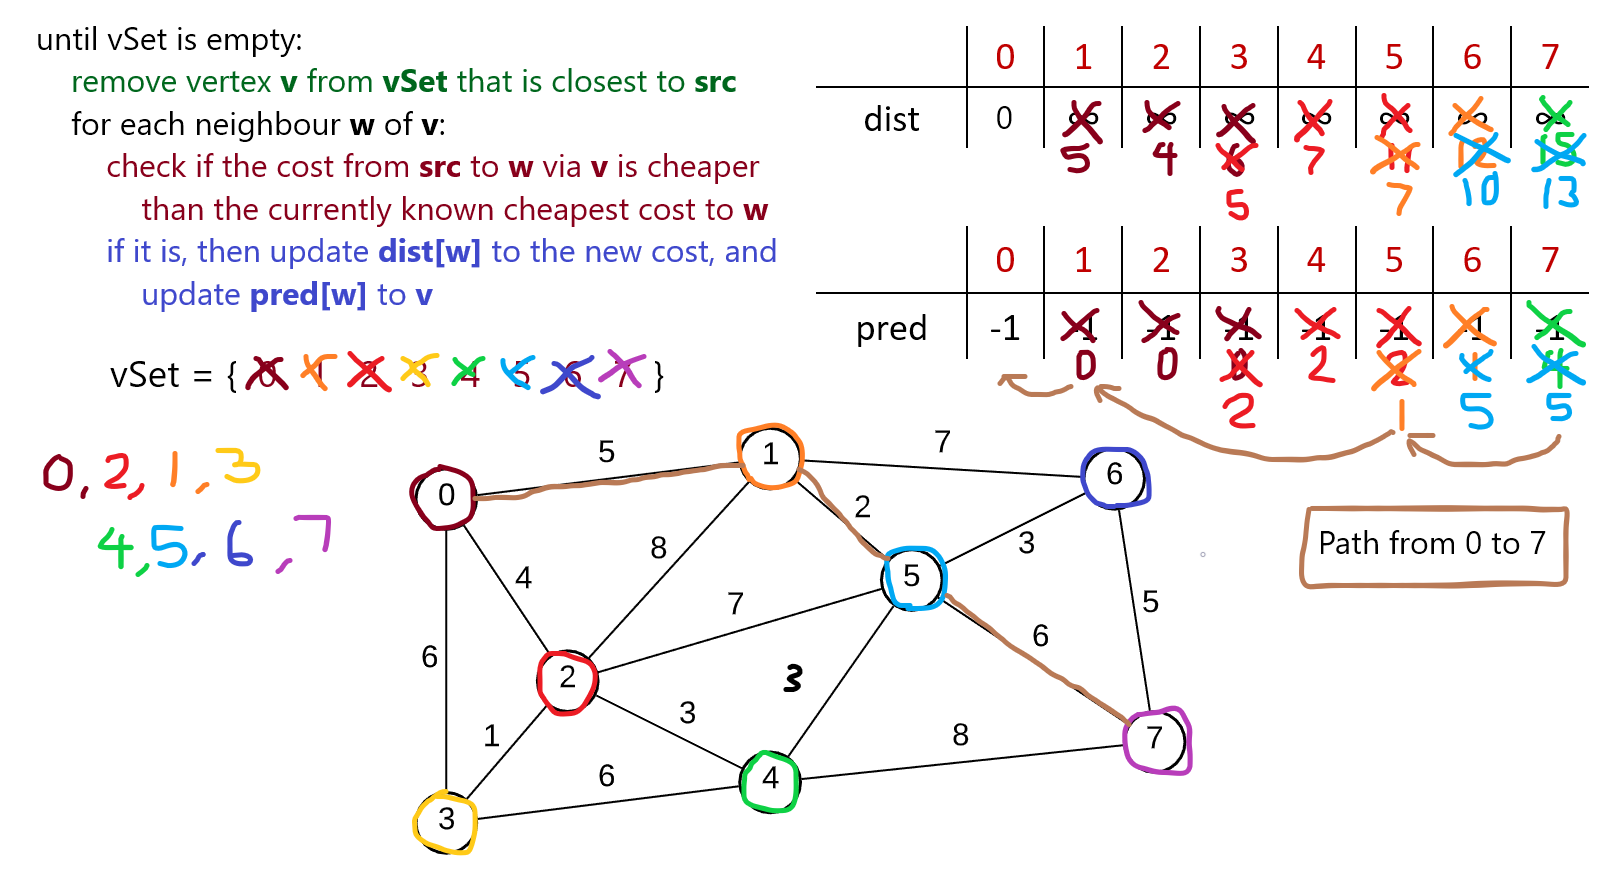 until vSet is empty:
remove vertex v from vSet that is closest to src
for each neighbour w of v:
check if the cost from src to w via v is cheaper
than the currently known cheapest cost to w
if it is, then update dist[w] to the new cost, and
update pred[w] to v
vSet = { 0 1 2 3 4 5 6 7 }
0, 2, 1, 3
4, 5, 6, 7
0 1 2 3 4 5 6 7
dist 0 ∞ ∞ ∞ ∞ ∞ ∞ ∞
5 4 6 7 11 12 15
5 7 10 13
0 1 2 3 4 5 6 7
pred -1 -1 -1 -1 -1 -1 -1 -1
0 0 0 2 2 1 4
2 1 5 5
5
1
7
0
6
2
8
5
3
4
7
5
6
6
2
3
3
1
8
7
6
4
3
Path from 0 to 7